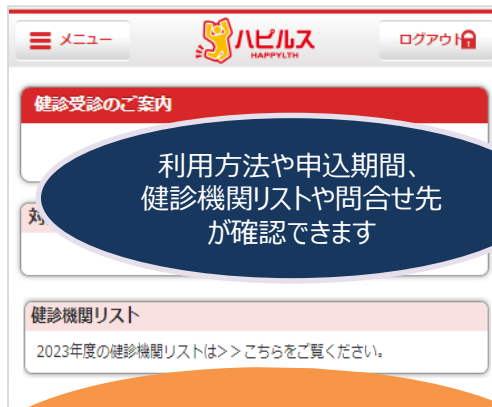 メニュー
ハピルス
HAPPYLTH
ログアウト
健診受診のご案内
利用方法や申込期間、
健診機関リストや問合せ先
が確認できます
対
健診機関リスト
2023年度の健診機関リストは>>こちらをご覧ください。